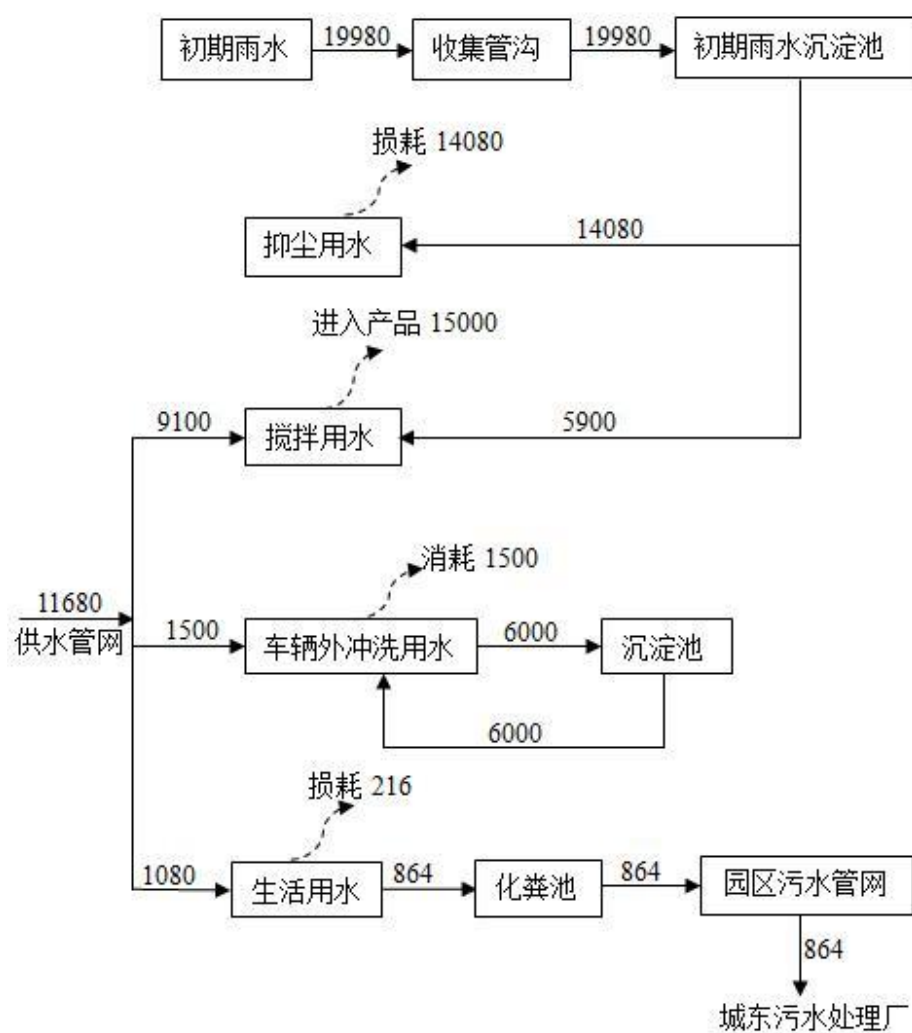 初期雨水 19980 收集管沟 19980 初期雨水沉淀池
损耗 14080
抑尘用水 14080
进入产品 15000
9100 搅拌用水 5900
消耗 1500
11680
供水管网 1500 车辆外冲洗用水 6000 沉淀池
6000
损耗 216
1080 生活用水 864 化粪池 864 园区污水管网
864
城东污水处理厂